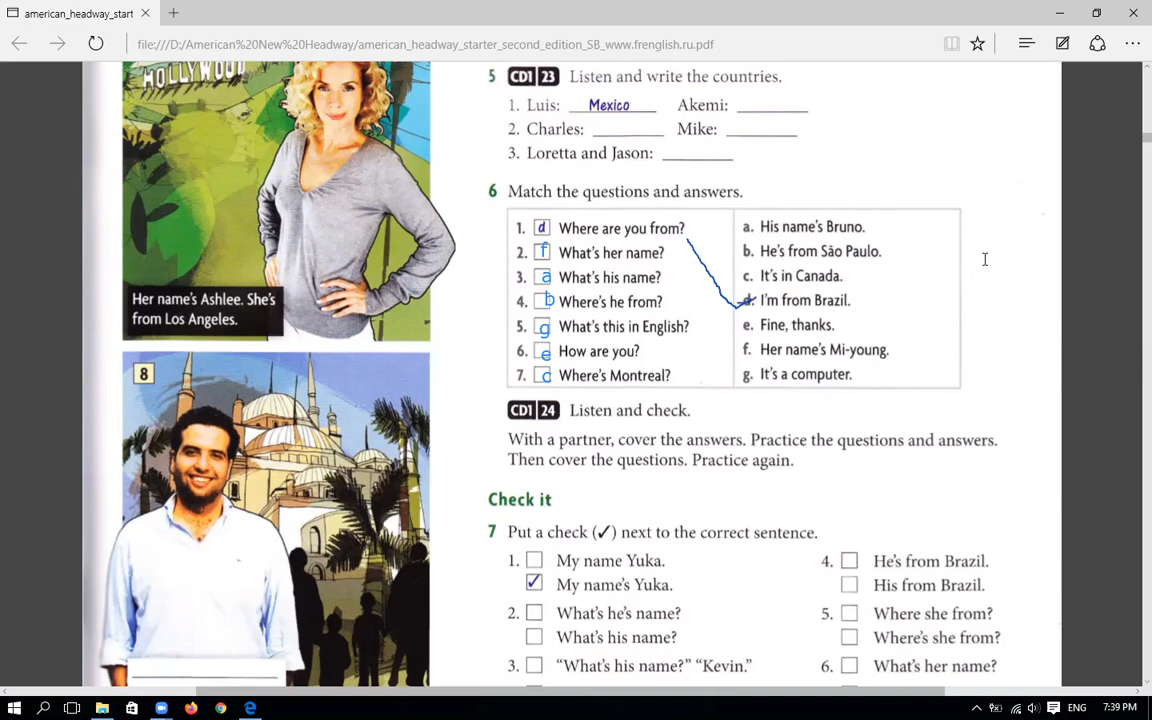 american_headway_start
file:///D:/American%20New%20Headway/american_headway_starter_second_edition_SB_www.frenglish.ru.pdf
HOLLYWOOD
Her name's Ashlee. She's
from Los Angeles.
8
5 CD1 23 Listen and write the countries.
1. Luis: Mexico Akemi: ____
2. Charles: ____ Mike: ____
3. Loretta and Jason: ____
6 Match the questions and answers.
1. d Where are you from?
2. f What's her name?
3. a What's his name?
4. b Where's he from?
5. g What's this in English?
6. e How are you?
7. c Where's Montreal?
a. His name's Bruno.
b. He's from São Paulo.
c. It's in Canada.
d. I'm from Brazil.
e. Fine, thanks.
f. Her name's Mi-young.
g. It's a computer.
CD1 24 Listen and check.
With a partner, cover the answers. Practice the questions and answers.
Then cover the questions. Practice again.
Check it
7 Put a check (✓) next to the correct sentence.
1. ☐ My name Yuka.
✓ My name's Yuka.
2. ☐ What's he's name?
☐ What's his name?
3. ☐ "What's his name?" "Kevin."
4. ☐ He's from Brazil.
☐ His from Brazil.
5. ☐ Where she from?
☐ Where's she from?
6. ☐ What's her name?
ENG
7:39 PM